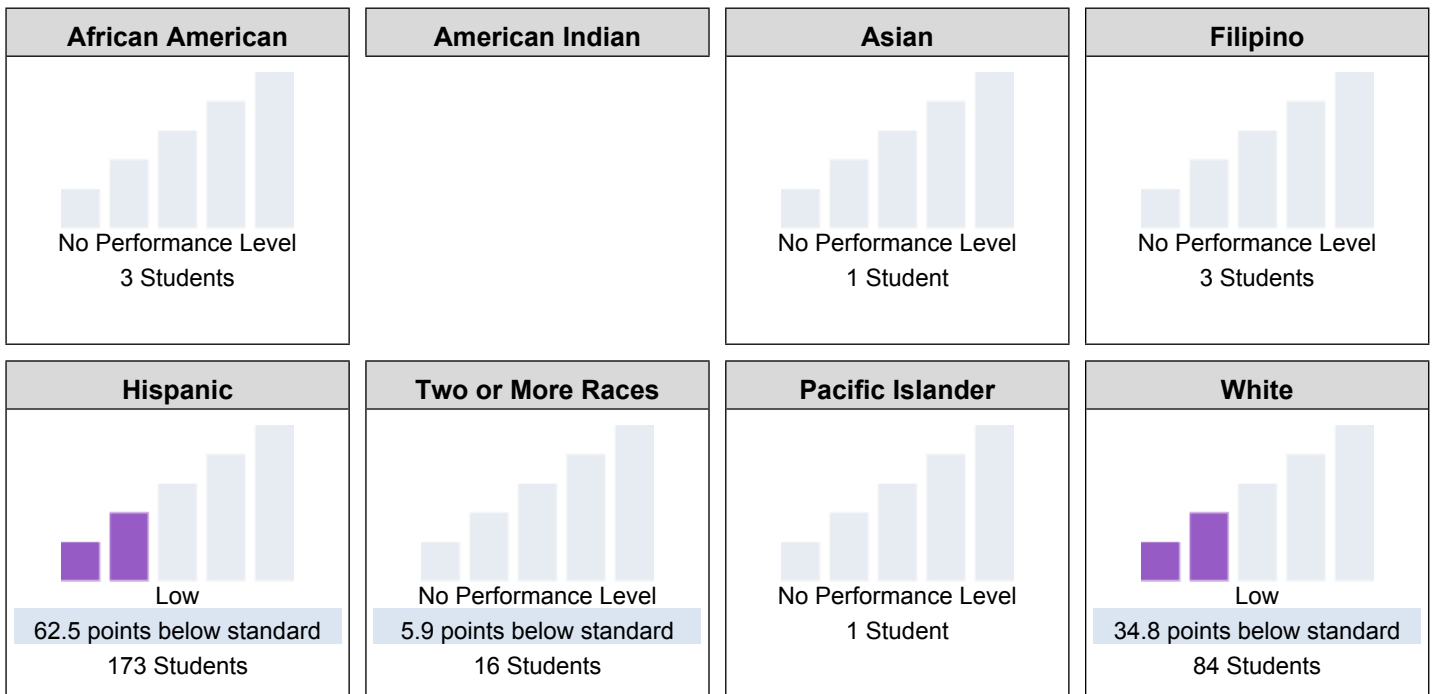 African American
No Performance Level
3 Students
American Indian
Asian
No Performance Level
1 Student
Filipino
No Performance Level
3 Students
Hispanic
Low
62.5 points below standard
173 Students
Two or More Races
No Performance Level
5.9 points below standard
16 Students
Pacific Islander
No Performance Level
1 Student
White
Low
34.8 points below standard
84 Students